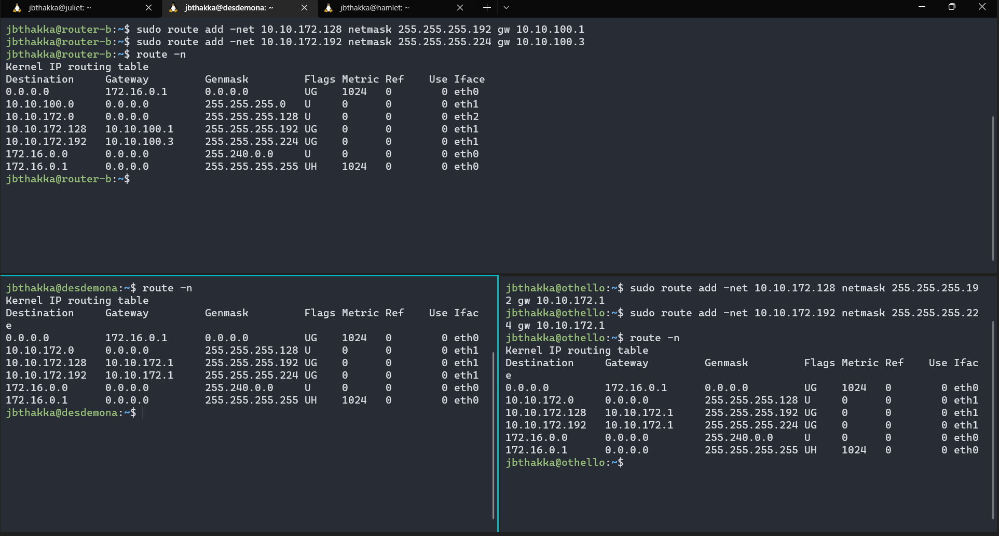 jbthakka@juliet: ~
jbthakka@desdemona: ~
jbthakka@hamlet: ~
jbthakka@router-b:~$ sudo route add -net 10.10.172.128 netmask 255.255.255.192 gw 10.10.100.1
jbthakka@router-b:~$ sudo route add -net 10.10.172.192 netmask 255.255.255.224 gw 10.10.100.3
jbthakka@router-b:~$ route -n
Kernel IP routing table
Destination     Gateway         Genmask         Flags Metric Ref    Use Iface
0.0.0.0         172.16.0.1      0.0.0.0         UG    1024   0        0 eth0
10.10.100.0     0.0.0.0         255.255.255.0   U     0      0        0 eth1
10.10.172.0     0.0.0.0         255.255.255.128 U     0      0        0 eth2
10.10.172.128   10.10.100.1     255.255.255.192 UG    0      0        0 eth1
10.10.172.192   10.10.100.3     255.255.255.224 UG    0      0        0 eth1
172.16.0.0      0.0.0.0         255.240.0.0     U     0      0        0 eth0
172.16.0.1      0.0.0.0         255.255.255.255 UH    1024   0        0 eth0
jbthakka@router-b:~$
jbthakka@desdemona:~$ route -n
Kernel IP routing table
Destination     Gateway         Genmask         Flags Metric Ref    Use Ifac
e
0.0.0.0         172.16.0.1      0.0.0.0         UG    1024   0        0 eth0
10.10.172.0     0.0.0.0         255.255.255.128 U     0      0        0 eth1
10.10.172.128   10.10.172.1     255.255.255.192 UG    0      0        0 eth1
10.10.172.192   10.10.172.1     255.255.255.224 UG    0      0        0 eth1
172.16.0.0      0.0.0.0         255.240.0.0     U     0      0        0 eth0
172.16.0.1      0.0.0.0         255.255.255.255 UH    1024   0        0 eth0
jbthakka@desdemona:~$
jbthakka@othello:~$ sudo route add -net 10.10.172.128 netmask 255.255.255.19
2 gw 10.10.172.1
jbthakka@othello:~$ sudo route add -net 10.10.172.192 netmask 255.255.255.22
4 gw 10.10.172.1
jbthakka@othello:~$ route -n
Kernel IP routing table
Destination     Gateway         Genmask         Flags Metric Ref    Use Ifac
e
0.0.0.0         172.16.0.1      0.0.0.0         UG    1024   0        0 eth0
10.10.172.0     0.0.0.0         255.255.255.128 U     0      0        0 eth1
10.10.172.128   10.10.172.1     255.255.255.192 UG    0      0        0 eth1
10.10.172.192   10.10.172.1     255.255.255.224 UG    0      0        0 eth1
172.16.0.0      0.0.0.0         255.240.0.0     U     0      0        0 eth0
172.16.0.1      0.0.0.0         255.255.255.255 UH    1024   0        0 eth0
jbthakka@othello:~$